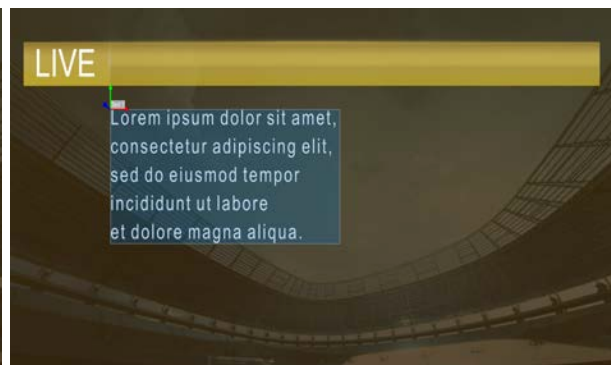 LIVE
Lorem ipsum dolor sit amet,
consectetur adipiscing elit,
sed do eiusmod tempor
incididunt ut labore
et dolore magna aliqua.